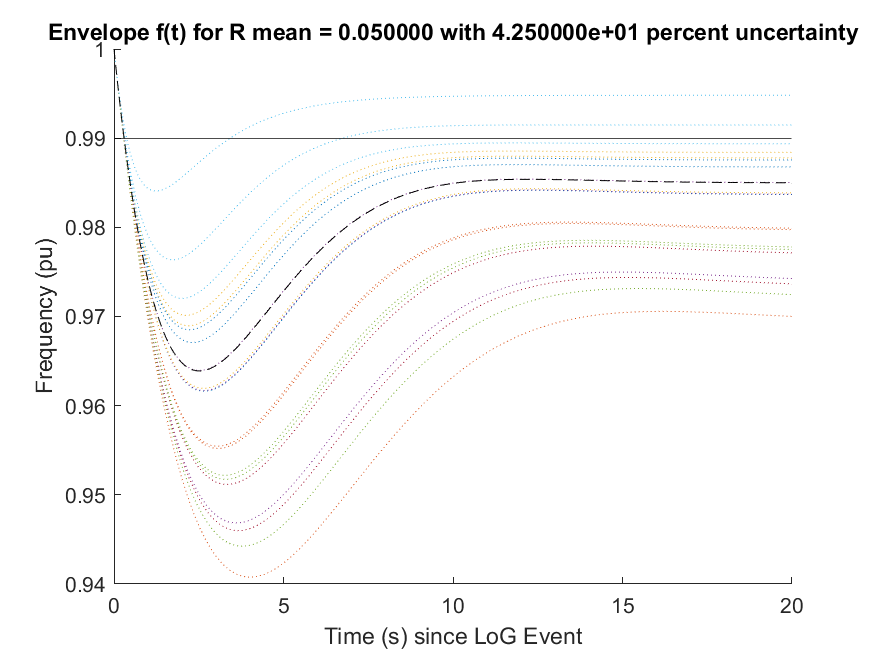 Envelope f(t) for R mean = 0.050000 with 4.250000e+01 percent uncertainty
1
0.99
0.98
0.97
0.96
0.95
0.94
Frequency (pu)
0 5 10 15 20
Time (s) since LoG Event